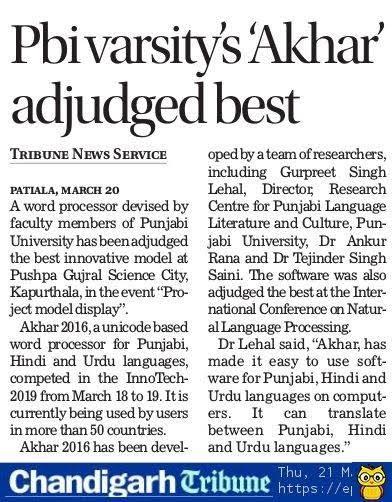 Pbi varsity's 'Akhar'
adjudged best
TRIBUNE NEWS SERVICE
PATIALA, MARCH 20
A word processor devised by
faculty members of Punjabi
University has been adjudged
the best innovative model at
Pushpa Gujral Science City,
Kapurthala, in the event “Pro-
ject model display”.
Akhar 2016, a unicode based
word processor for Punjabi,
Hindi and Urdu languages,
competed in the InnoTech-
2019 from March 18 to 19. It is
currently being used by users
in more than 50 countries.
Akhar 2016 has been devel-
oped by a team of researchers,
including Gurpreet Singh
Lehal, Director, Research
Centre for Punjabi Language
Literature and Culture, Pun-
jabi University, Dr Ankur
Rana and Dr Tejinder Singh
Saini. The software was also
adjudged the best at the Inter-
national Conference on Natur-
al Language Processing.
Dr Lehal said, “Akhar, has
made it easy to use soft-
ware for Punjabi, Hindi and
Urdu languages on comput-
ers. It can translate
between Punjabi, Hindi
and Urdu languages.”
Chandigarh Tribune
Thu, 21 M
https://ep